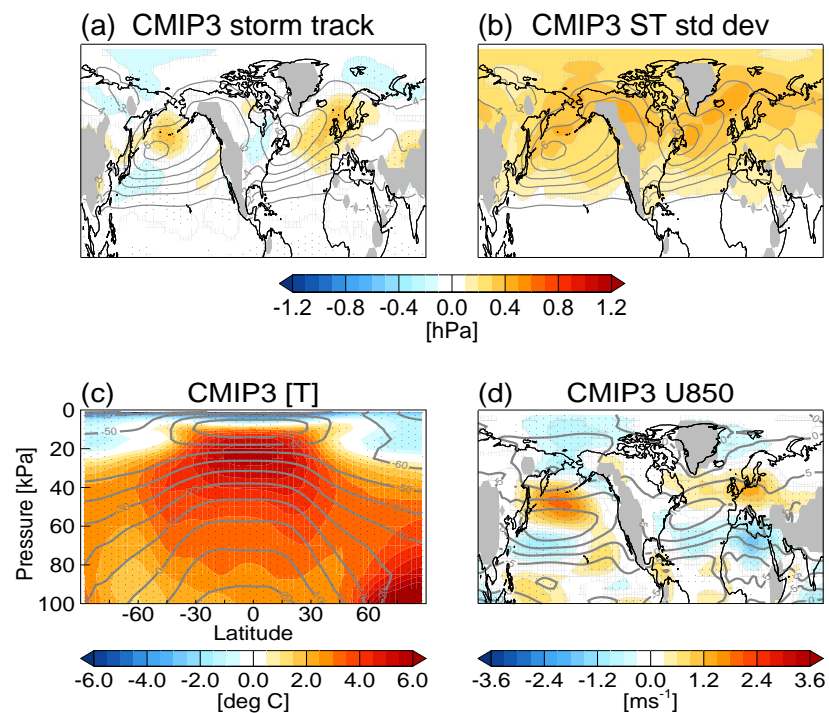 (a) CMIP3 storm track
(b) CMIP3 ST std dev
-1.2 -0.8 -0.4 0.0 0.4 0.8 1.2
[hPa]
(c) CMIP3 [T]
(d) CMIP3 U850
0
20
40
60
80
100
Pressure [kPa]
-60 -30 0 30 60
Latitude
-6.0 -4.0 -2.0 0.0 2.0 4.0 6.0
[deg C]
-3.6 -2.4 -1.2 0.0 1.2 2.4 3.6
[ms⁻¹]